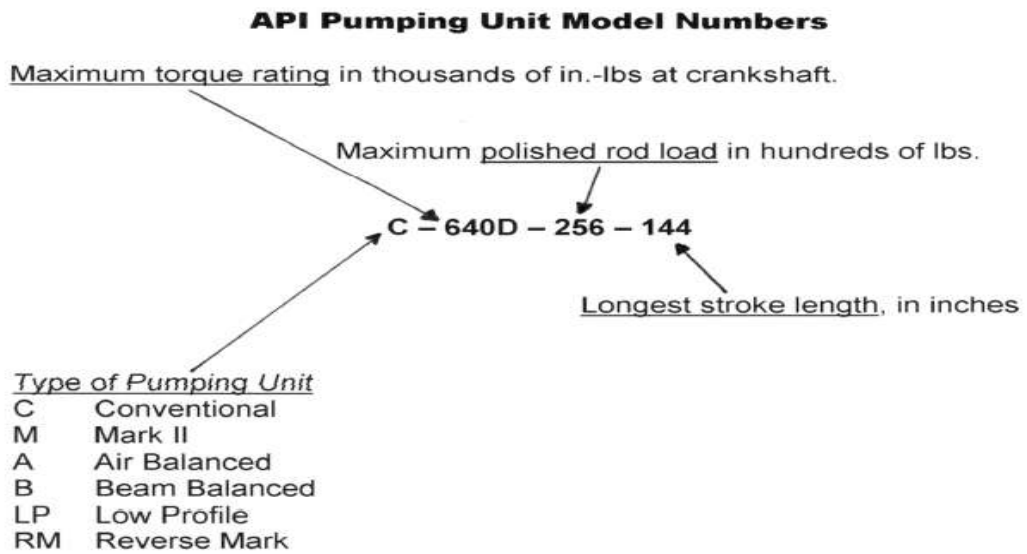 API Pumping Unit Model Numbers
Maximum torque rating in thousands of in.-lbs at crankshaft.
Maximum polished rod load in hundreds of lbs.
C – 640D – 256 – 144
Longest stroke length, in inches
Type of Pumping Unit
C Conventional
M Mark II
A Air Balanced
B Beam Balanced
LP Low Profile
RM Reverse Mark